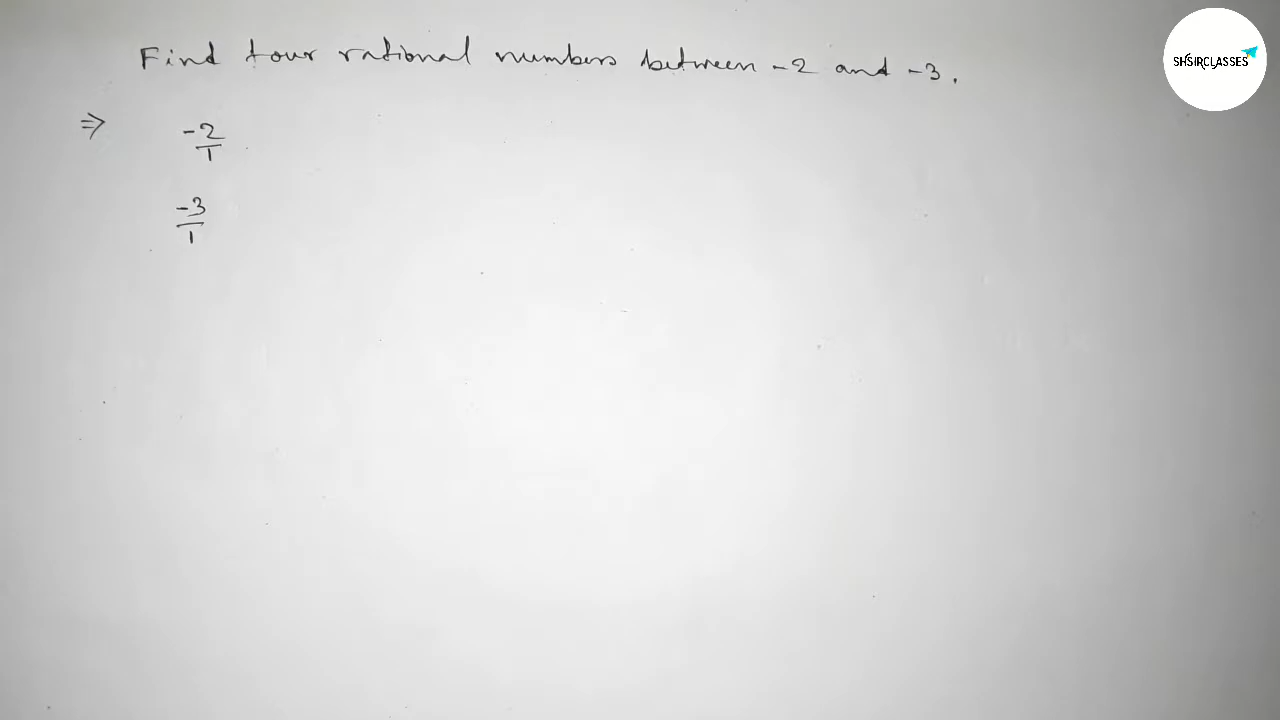 Find four rational numbers between -2 and -3.
⇒ -2/1
-3/1
SHSIRCLASSES